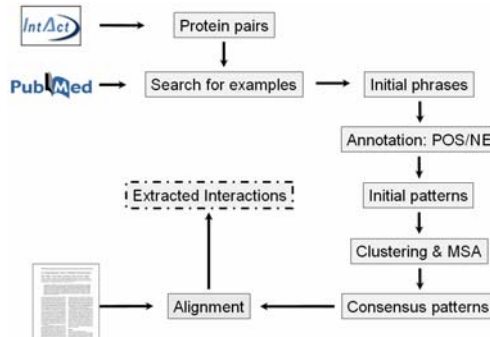 IntAct
Protein pairs
PubMed
Search for examples
Initial phrases
Annotation: POS/NE
Extracted Interactions
Initial patterns
Clustering & MSA
Alignment
Consensus patterns